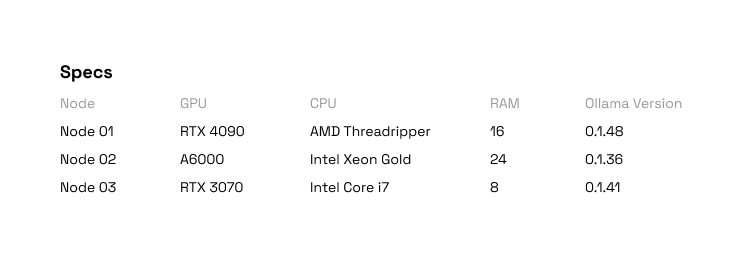 Specs
Node GPU CPU RAM Ollama Version
Node 01 RTX 4090 AMD Threadripper 16 0.1.48
Node 02 A6000 Intel Xeon Gold 24 0.1.36
Node 03 RTX 3070 Intel Core i7 8 0.1.41